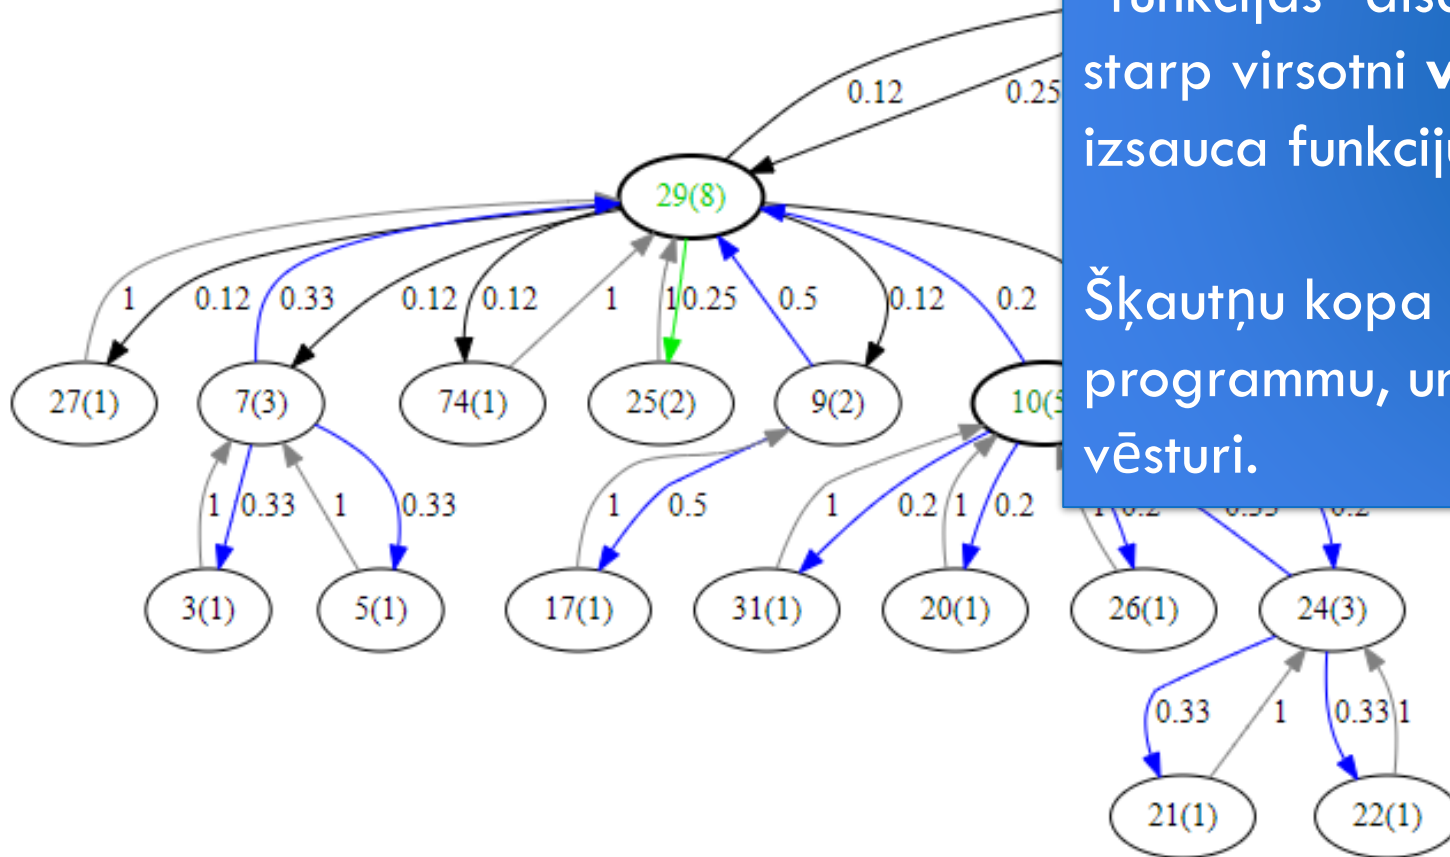 starp virsotni
izsauca
Šķautņu kopa
programmu,
vēsturi.
0.12 0.25
29(8)
1 0.12 0.33 0.12 0.12 1 1 0.25 0.5 0.12 0.2
27(1) 7(3) 74(1) 25(2) 9(2)
1 0.33 1 0.33 1 0.5 1 0.2 1 0.2
3(1) 5(1) 17(1) 31(1) 20(1) 26(1) 24(3)
0.33 1 0.33 1
21(1) 22(1)